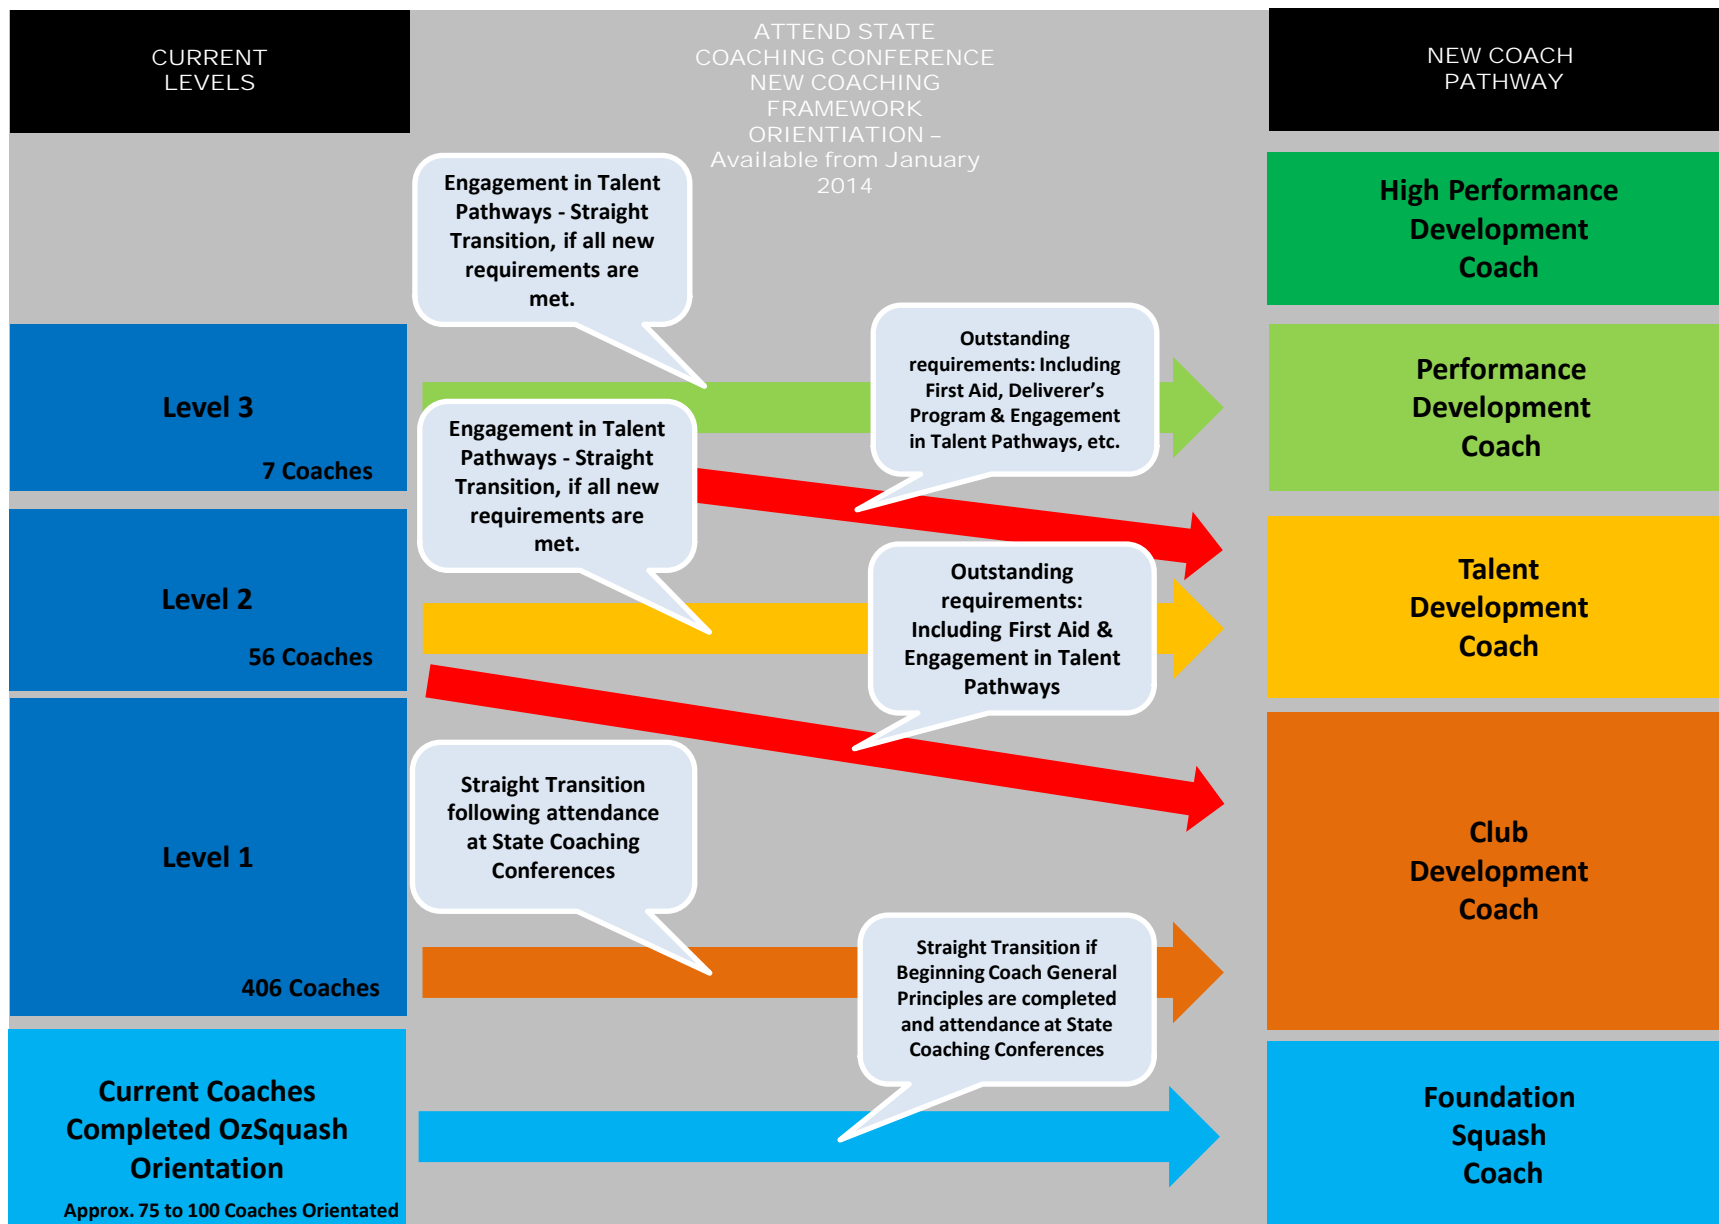 CURRENT
LEVELS
ATTEND STATE
COACHING CONFERENCE
NEW COACHING
FRAMEWORK
ORIENTIATION –
Available from January
2014
NEW COACH
PATHWAY
Engagement in Talent
Pathways - Straight
Transition, if all new
requirements are
met.
High Performance
Development
Coach
Level 3
7 Coaches
Outstanding
requirements: Including
First Aid, Deliverer's
Program & Engagement
in Talent Pathways, etc.
Performance
Development
Coach
Engagement in Talent
Pathways - Straight
Transition, if all new
requirements are
met.
Level 2
56 Coaches
Outstanding
requirements:
Including First Aid &
Engagement in Talent
Pathways
Talent
Development
Coach
Straight Transition
following attendance
at State Coaching
Conferences
Level 1
406 Coaches
Club
Development
Coach
Straight Transition if
Beginning Coach General
Principles are completed
and attendance at State
Coaching Conferences
Current Coaches
Completed OzSquash
Orientation
Approx. 75 to 100 Coaches Orientated
Foundation
Squash
Coach